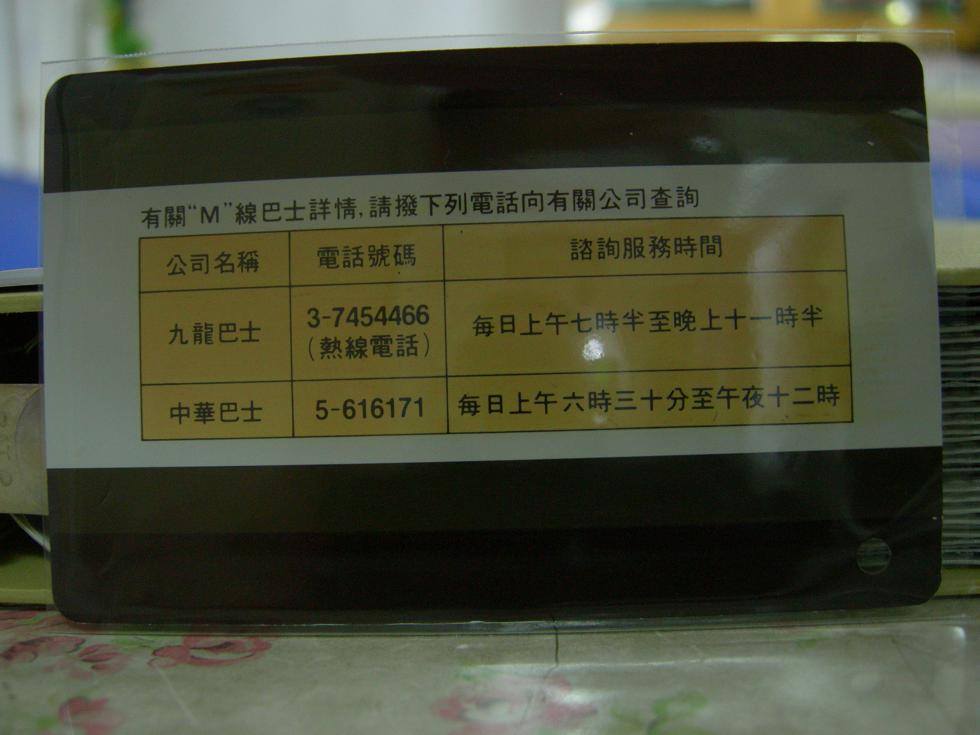 有關“M”線巴士詳情,請撥下列電話向有關公司查詢
公司名稱 電話號碼 諮詢服務時間
九龍巴士 3-7454466 每日上午七時半至晚上十一時半
(熱線電話)
中華巴士 5-616171 每日上午六時三十分至午夜十二時